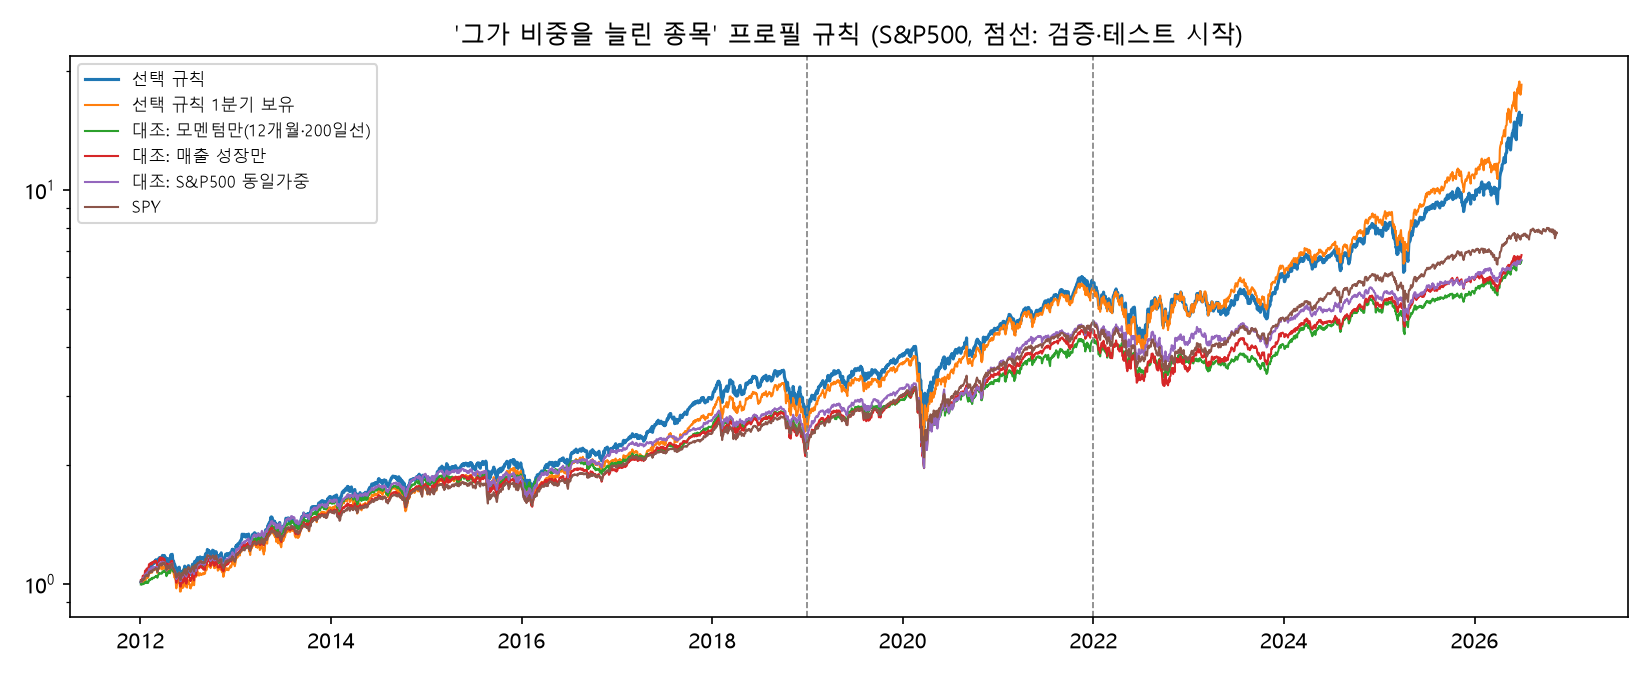 '그가 비중을 늘린 종목' 프로필 규칙 (S&P500, 점선: 검증·테스트 시작)
선택 규칙
선택 규칙 1분기 보유
대조: 모멘텀만(12개월·200일선)
대조: 매출 성장만
대조: S&P500 동일가중
SPY
10¹
10⁰
2012 2014 2016 2018 2020 2022 2024 2026